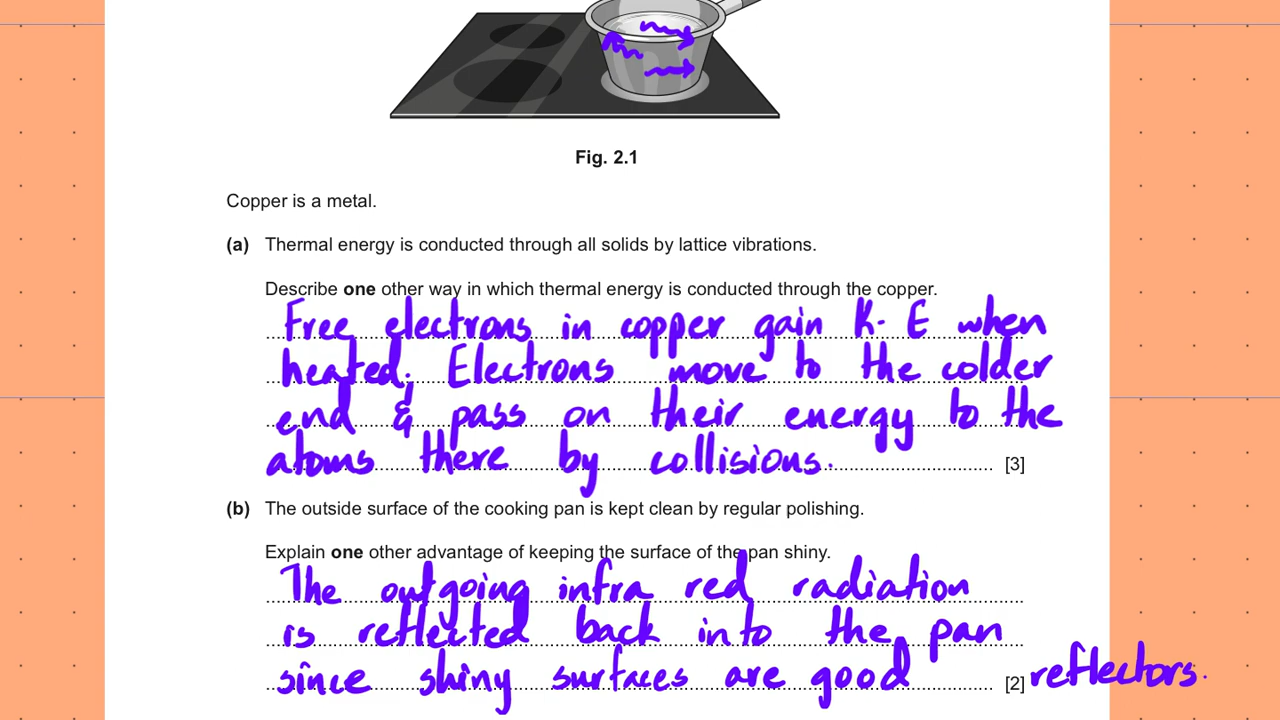 Fig. 2.1
Copper is a metal.
(a) Thermal energy is conducted through all solids by lattice vibrations.
Describe one other way in which thermal energy is conducted through the copper.
Free electrons in copper gain K.E when
heated. Electrons move to the colder
end & pass on their energy to the
atoms there by collisions.
[3]
(b) The outside surface of the cooking pan is kept clean by regular polishing.
Explain one other advantage of keeping the surface of the pan shiny.
The outgoing infra red radiation
is reflected back into the pan
since shiny surfaces are good [2] reflectors.